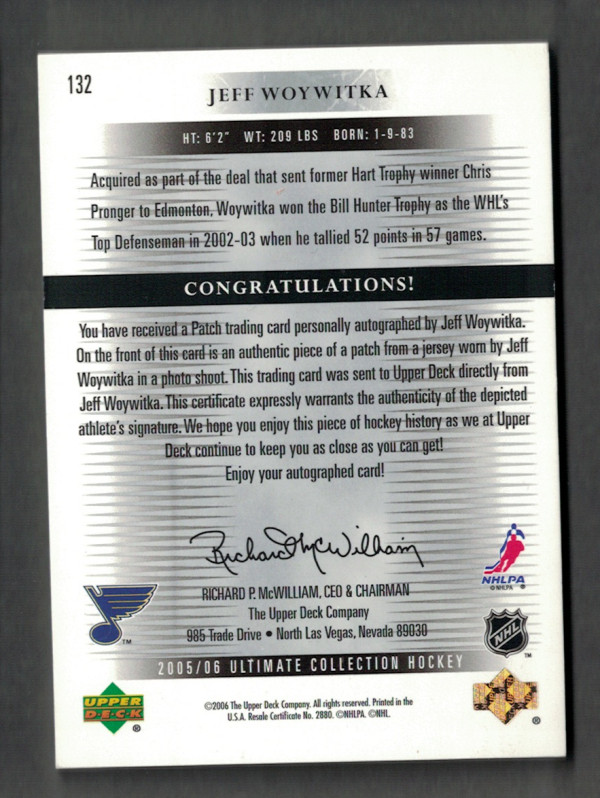 132
JEFF WOYWITKA
HT: 6'2" WT: 209 LBS BORN: 1-9-83
Acquired as part of the deal that sent former Hart Trophy winner Chris
Pronger to Edmonton, Woywitka won the Bill Hunter Trophy as the WHL's
Top Defenseman in 2002-03 when he tallied 52 points in 57 games.
CONGRATULATIONS!
You have received a Patch trading card personally autographed by Jeff Woywitka.
On the front of this card is an authentic piece of a patch from a jersey worn by Jeff
Woywitka in a photo shoot. This trading card was sent to Upper Deck directly from
Jeff Woywitka. This certificate expressly warrants the authenticity of the depicted
athlete's signature. We hope you enjoy this piece of hockey history as we at Upper
Deck continue to keep you as close as you can get!
Enjoy your autographed card!
Richard McWilliam
NHLPA ®
©NHLPA
RICHARD P. McWILLIAM, CEO & CHAIRMAN
The Upper Deck Company
985 Trade Drive • North Las Vegas, Nevada 89030
TM
NHL
TM
2005/06 ULTIMATE COLLECTION HOCKEY
UPPER
DECK
®
©2006 The Upper Deck Company. All rights reserved. Printed in the
U.S.A. Resale Certificate No. 2880. ©NHLPA. ©NHL.
®